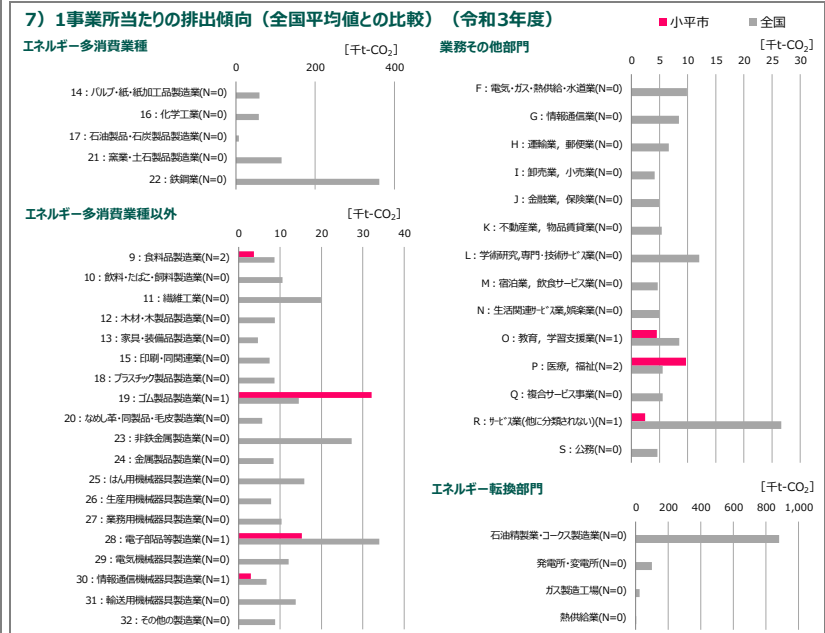 7）1事業所当たりの排出傾向（全国平均値との比較）（令和3年度）
小平市
全国
エネルギー多消費業種
[千t-CO₂]
0 200 400
14：パルプ･紙･紙加工品製造業(N=0)
16：化学工業(N=0)
17：石油製品･石炭製品製造業(N=0)
21：窯業･土石製品製造業(N=0)
22：鉄鋼業(N=0)
エネルギー多消費業種以外
[千t-CO₂]
0 10 20 30 40
9：食料品製造業(N=2)
10：飲料･たばこ･飼料製造業(N=0)
11：繊維工業(N=0)
12：木材･木製品製造業(N=0)
13：家具･装備品製造業(N=0)
15：印刷･同関連業(N=0)
18：プラスチック製品製造業(N=0)
19：ゴム製品製造業(N=1)
20：なめし革･同製品･毛皮製造業(N=0)
23：非鉄金属製造業(N=0)
24：金属製品製造業(N=0)
25：はん用機械器具製造業(N=0)
26：生産用機械器具製造業(N=0)
27：業務用機械器具製造業(N=0)
28：電子部品等製造業(N=1)
29：電気機械器具製造業(N=0)
30：情報通信機械器具製造業(N=1)
31：輸送用機械器具製造業(N=0)
32：その他の製造業(N=0)
業務その他部門
[千t-CO₂]
0 5 10 15 20 25 30
F：電気･ガス･熱供給･水道業(N=0)
G：情報通信業(N=0)
H：運輸業，郵便業(N=0)
I：卸売業，小売業(N=0)
J：金融業，保険業(N=0)
K：不動産業，物品賃貸業(N=0)
L：学術研究,専門･技術ｻｰﾋﾞｽ業(N=0)
M：宿泊業，飲食サービス業(N=0)
N：生活関連ｻｰﾋﾞｽ業,娯楽業(N=0)
O：教育，学習支援業(N=1)
P：医療，福祉(N=2)
Q：複合サービス事業(N=0)
R：ｻｰﾋﾞｽ業(他に分類されない)(N=1)
S：公務(N=0)
エネルギー転換部門
[千t-CO₂]
0 200 400 600 800 1,000
石油精製業･コークス製造業(N=0)
発電所･変電所(N=0)
ガス製造工場(N=0)
熱供給業(N=0)